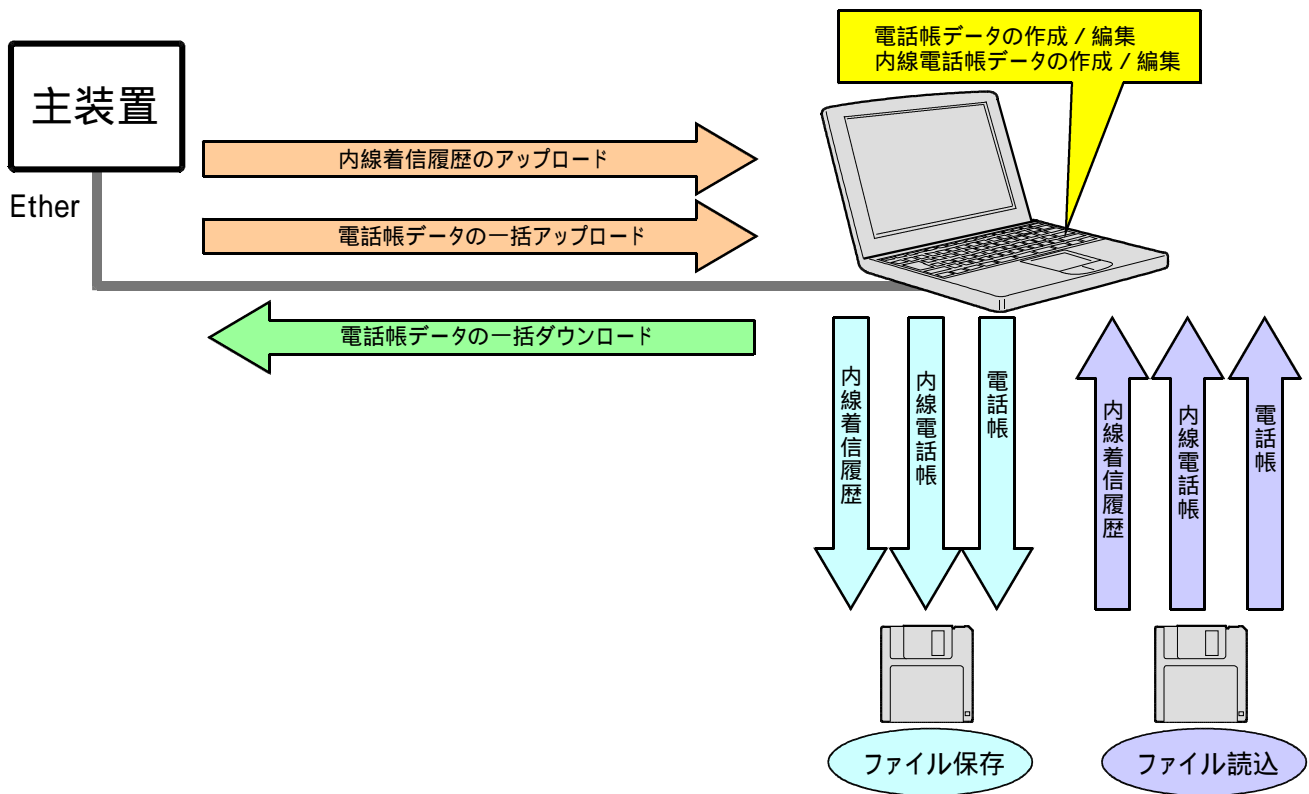 電話帳データの作成 / 編集
内線電話帳データの作成 / 編集
主装置
Ether
内線着信履歴のアップロード
電話帳データの一括アップロード
電話帳データの一括ダウンロード
内線着信履歴
内線電話帳
電話帳
内線着信履歴
内線電話帳
電話帳
ファイル保存
ファイル読込